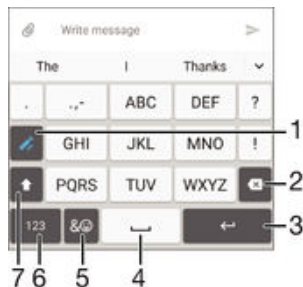 Write message
The I Thanks
. .,- ABC DEF ?
GHI JKL MNO ! 1
PQRS TUV WXYZ 2
123 &☺ 3
7 6 5 4